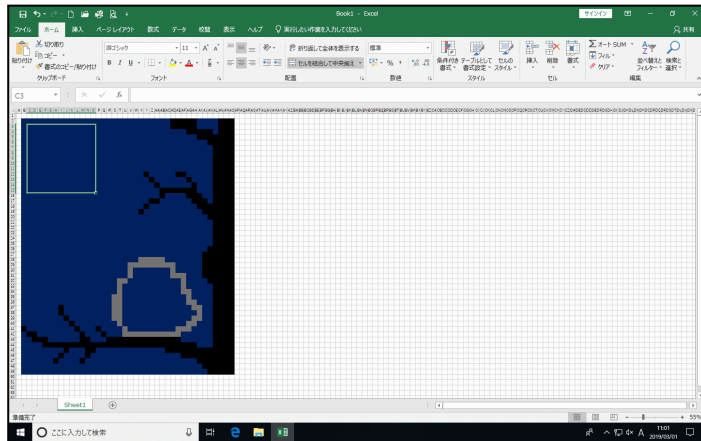 Book1 - Excel
サインイン
ファイル ホーム 挿入 ページレイアウト 数式 データ 校閲 表示 ヘルプ 実行したい作業を入力してください 共有
切り取り
コピー
書式のコピー/貼り付け
貼り付け
クリップボード
游ゴシック 11
B I U
フォント
折り返して全体を表示する
セルを結合して中央揃え
配置
標準
数値
条件付き書式
テーブルとして書式設定
セルのスタイル
スタイル
挿入 削除 書式
セル
オート SUM
フィル
クリア
並べ替えと フィルター
検索と 選択
編集
C3
fx
Sheet1
準備完了
55%
ここに入力して検索
A
11:01
2019/03/01